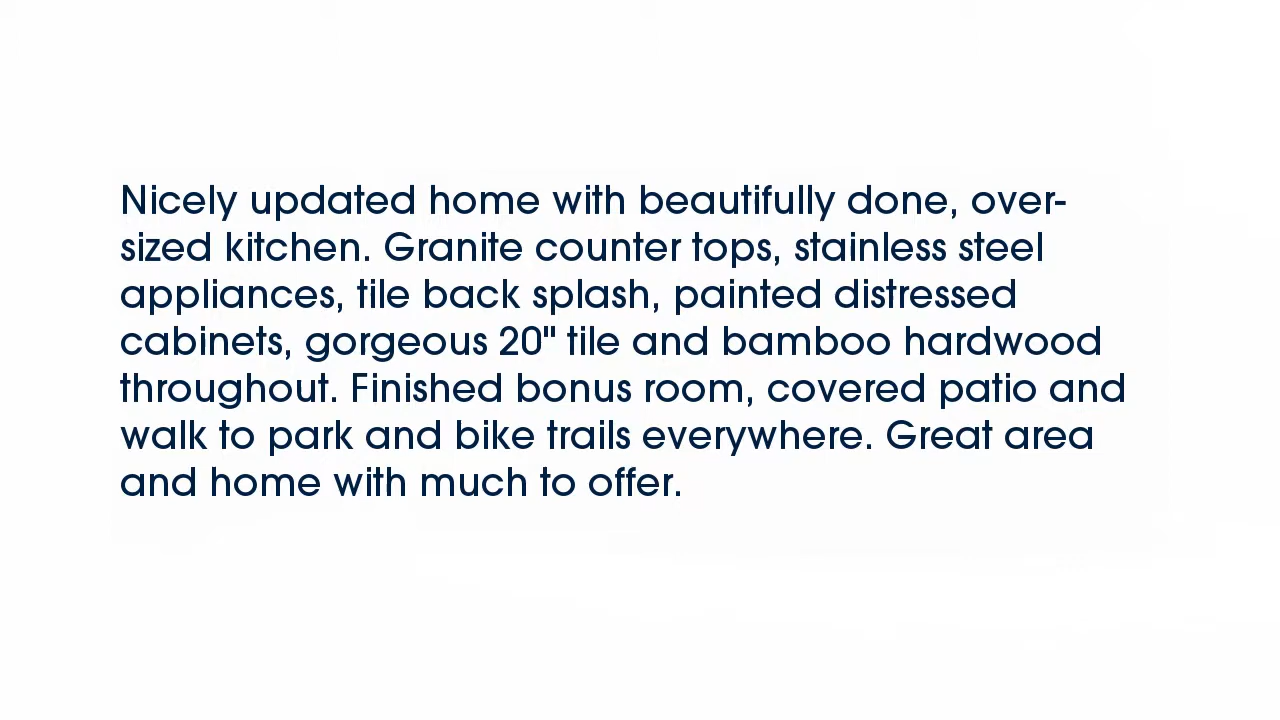 Nicely updated home with beautifully done, over-
sized kitchen. Granite counter tops, stainless steel
appliances, tile back splash, painted distressed
cabinets, gorgeous 20" tile and bamboo hardwood
throughout. Finished bonus room, covered patio and
walk to park and bike trails everywhere. Great area
and home with much to offer.